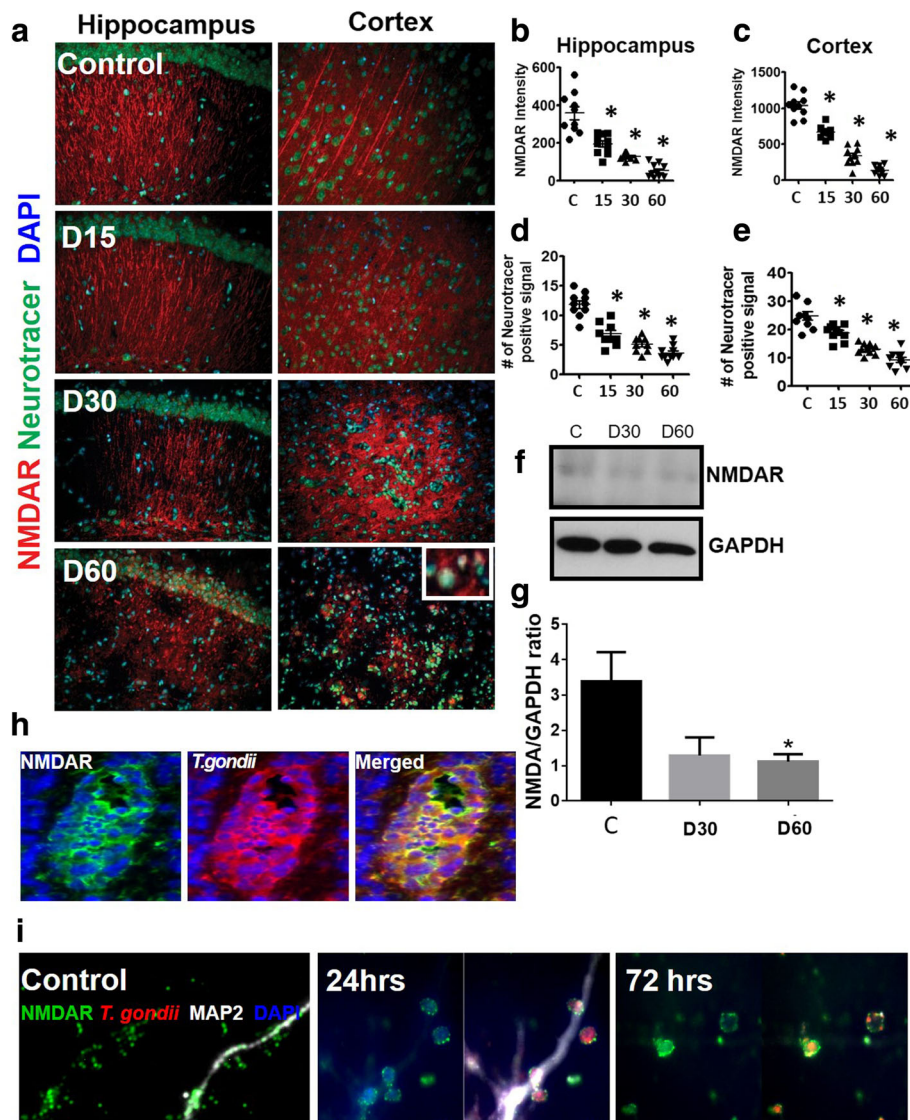 a
Hippocampus
Cortex
NMDAR Neurotracer DAPI
Control
D15
D30
D60
b
Hippocampus
NMDAR Intensity
600
400
200
0
C 15 30 60
* * *
c
Cortex
NMDAR Intensity
1500
1000
500
0
C 15 30 60
* * *
d
# of Neurotracer
positive signal
20
15
10
5
0
C 15 30 60
* * *
e
# of Neurotracer
positive signal
40
30
20
10
0
C 15 30 60
* * *
f
C D30 D60
NMDAR
GAPDH
g
NMDA/GAPDH ratio
5
4
3
2
1
0
*
C D30 D60
h
NMDAR
T.gondii
Merged
i
Control
NMDAR T. gondii MAP2 DAPI
24hrs
72 hrs